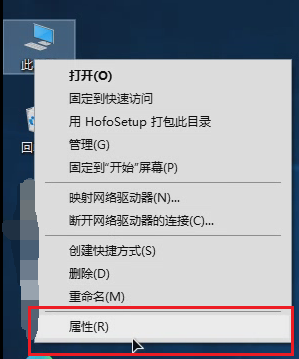 此
打开(O)
固定到快速访问
用 HofoSetup 打包此目录
回
管理(G)
固定到"开始"屏幕(P)
映射网络驱动器(N)...
断开网络驱动器的连接(C)...
创建快捷方式(S)
删除(D)
重命名(M)
属性(R)